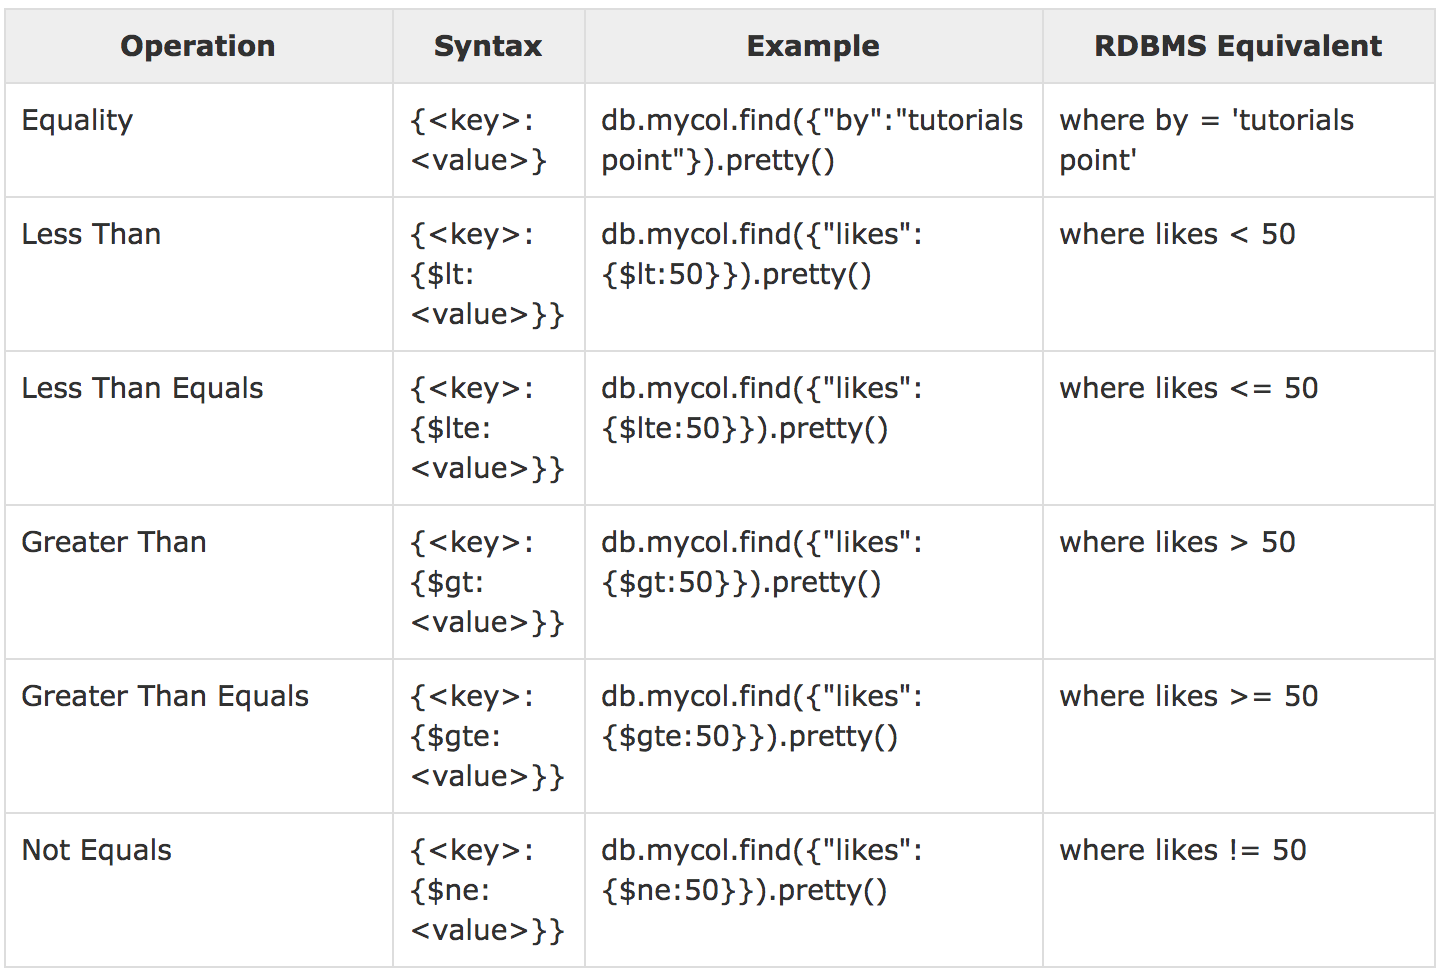 Operation Syntax Example RDBMS Equivalent
Equality
{<key>:
<value>}
db.mycol.find({"by":"tutorials
point"}).pretty()
where by = 'tutorials
point'
Less Than
{<key>:
{$lt:
<value>}}
db.mycol.find({"likes":
{$lt:50}}).pretty()
where likes < 50
Less Than Equals
{<key>:
{$lte:
<value>}}
db.mycol.find({"likes":
{$lte:50}}).pretty()
where likes <= 50
Greater Than
{<key>:
{$gt:
<value>}}
db.mycol.find({"likes":
{$gt:50}}).pretty()
where likes > 50
Greater Than Equals
{<key>:
{$gte:
<value>}}
db.mycol.find({"likes":
{$gte:50}}).pretty()
where likes >= 50
Not Equals
{<key>:
{$ne:
<value>}}
db.mycol.find({"likes":
{$ne:50}}).pretty()
where likes != 50